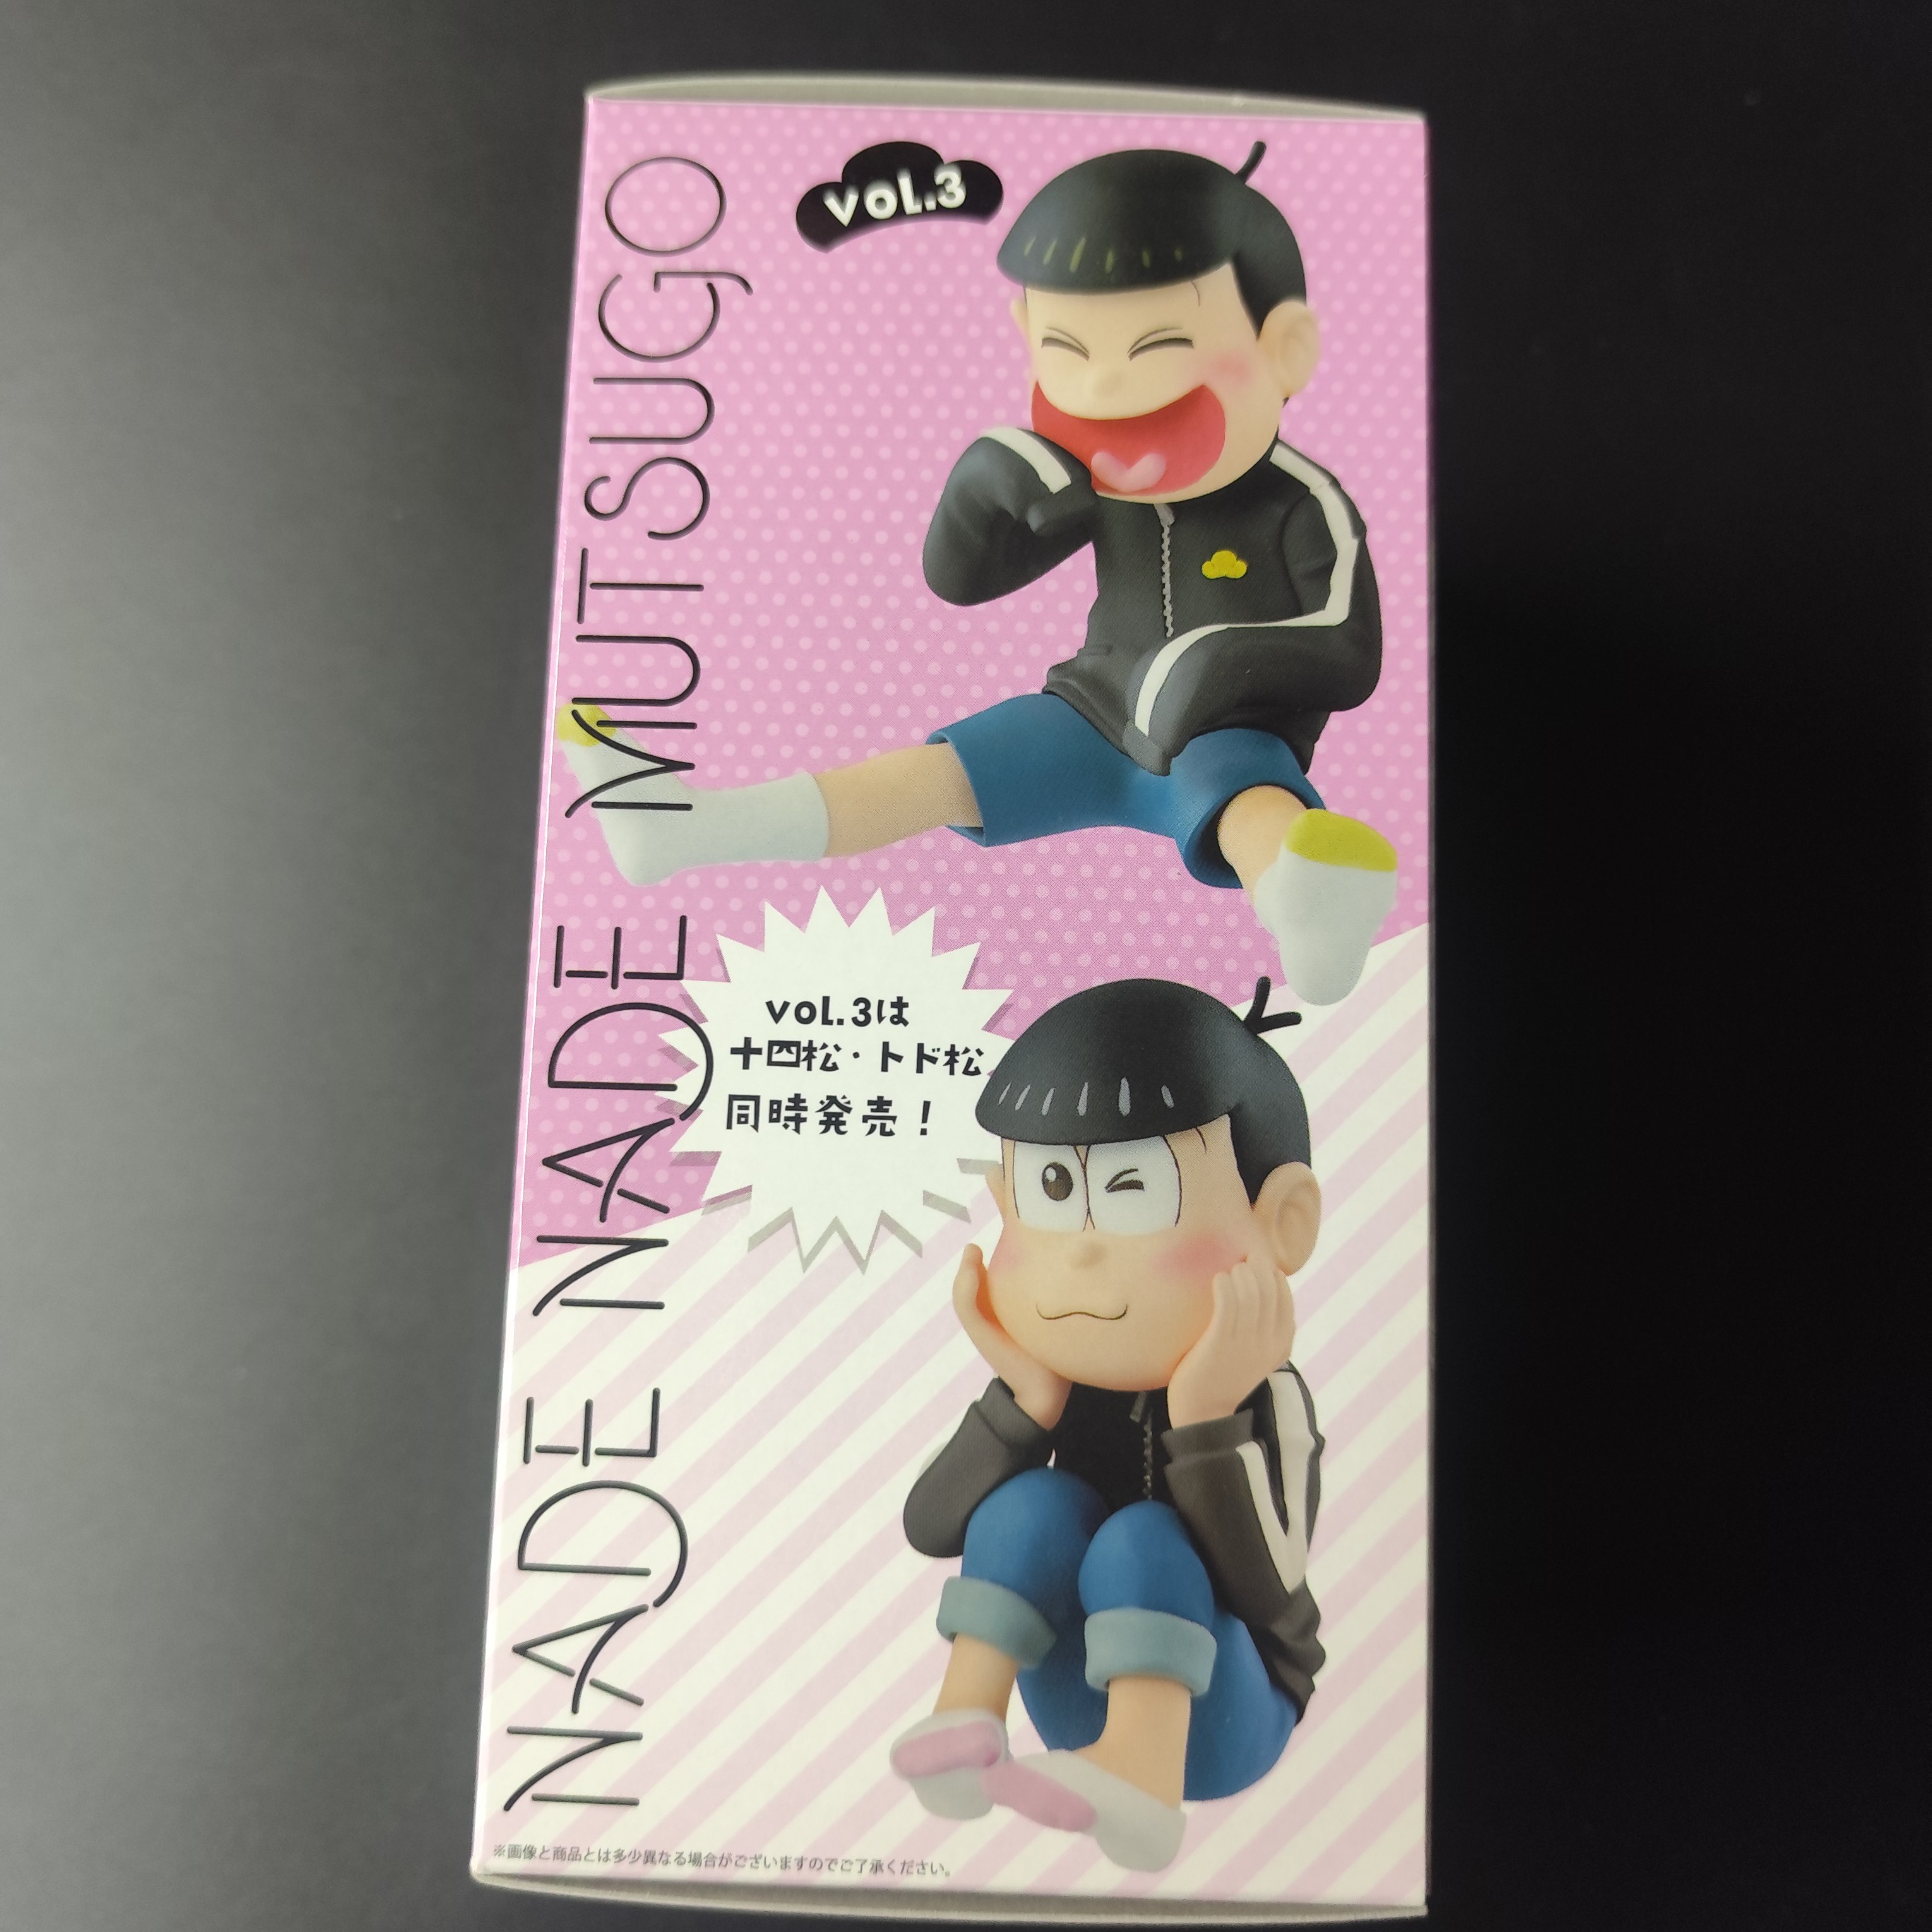 VOL.3
NADE NADE MUTSUGO
VOL.3は
十四松・トド松
同時発売!
※画像と商品とは多少異なる場合がございますのでご了承ください。